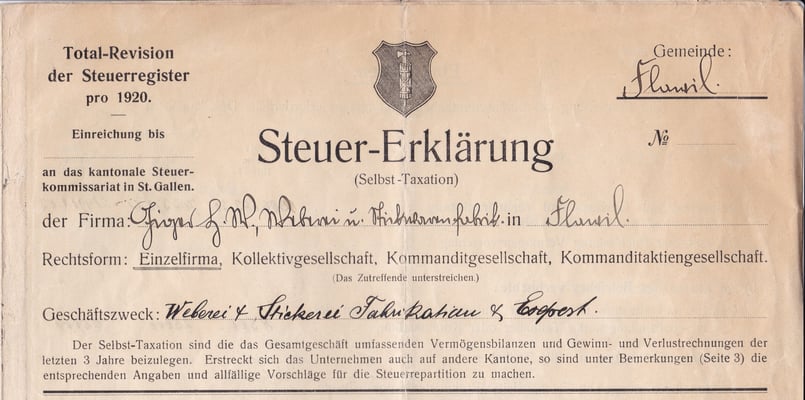 Total-Revision
der Steuerregister
pro 1920.
Einreichung bis
an das kantonale Steuer-
kommissariat in St. Gallen.
Gemeinde:
Flawil.
№
Steuer-Erklärung
(Selbst-Taxation)
der Firma: Giger H. W., Weberei u. Stickwarenfabrik. in Flawil.
Rechtsform: Einzelfirma, Kollektivgesellschaft, Kommanditgesellschaft, Kommanditaktiengesellschaft.
(Das Zutreffende unterstreichen.)
Geschäftszweck: Weberei & Stickerei Fabrikation & Export.
Der Selbst-Taxation sind die das Gesamtgeschäft umfassenden Vermögensbilanzen und Gewinn- und Verlustrechnungen der
letzten 3 Jahre beizulegen. Erstreckt sich das Unternehmen auch auf andere Kantone, so sind unter Bemerkungen (Seite 3) die
entsprechenden Angaben und allfällige Vorschläge für die Steuerrepartition zu machen.